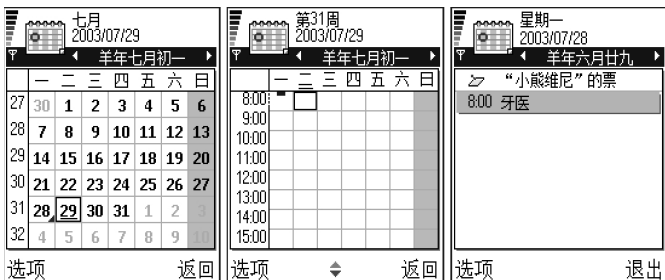 七月
2003/07/29
羊年七月初一
一 二 三 四 五 六 日
27 30 1 2 3 4 5 6
28 7 8 9 10 11 12 13
29 14 15 16 17 18 19 20
30 21 22 23 24 25 26 27
31 28 29 30 31 1 2 3
32 4 5 6 7 8 9 10
选项 返回
第31周
2003/07/29
羊年七月初一
一 二 三 四 五 六 日
8:00
9:00
10:00
11:00
12:00
13:00
14:00
15:00
选项 返回
星期一
2003/07/28
羊年六月廿九
“小熊维尼”的票
8:00 牙医
选项 退出